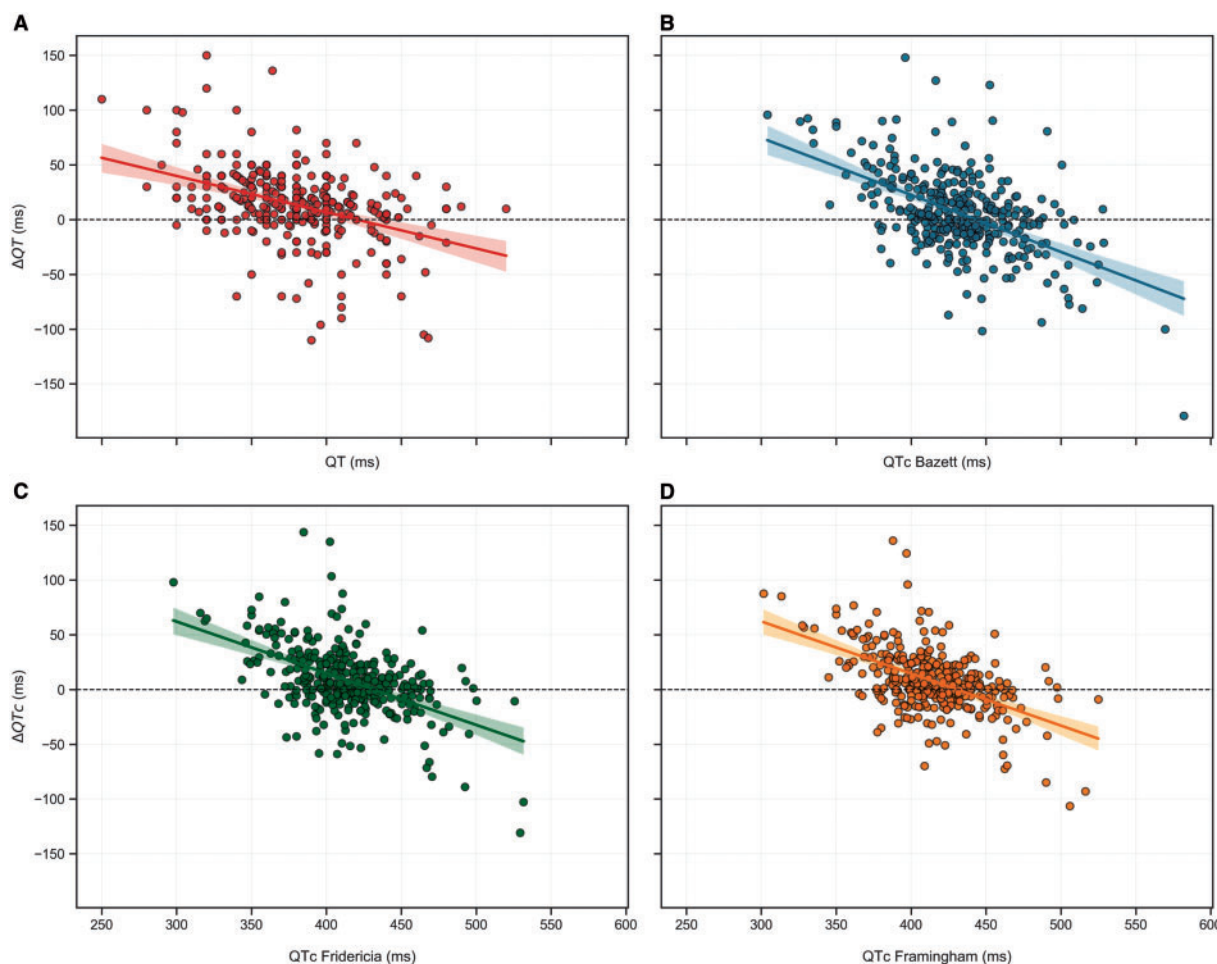 A
B
150
100
50
0
−50
−100
−150
ΔQT (ms)
QT (ms)
QTc Bazett (ms)
C
D
150
100
50
0
−50
−100
−150
ΔQTc (ms)
250 300 350 400 450 500 550 600
250 300 350 400 450 500 550 600
QTc Fridericia (ms)
QTc Framingham (ms)